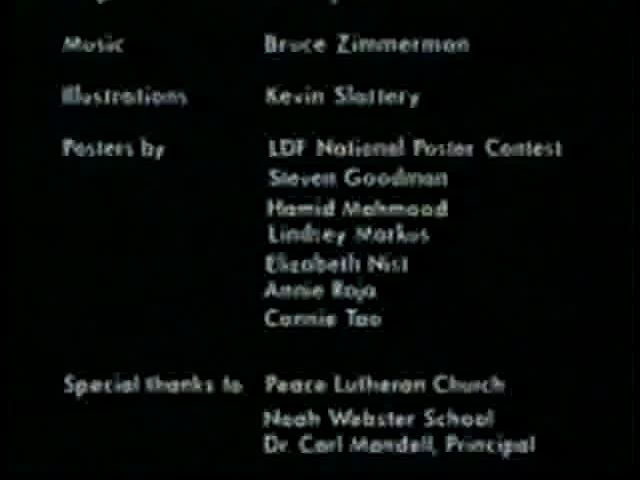 Music Bruce Zimmerman
Illustrations Kevin Slattery
Posters by LDF National Poster Contest
Steven Goodman
Hamid Mahmood
Lindsey Markus
Elizabeth Nist
Annie Roja
Connie Tao
Special thanks to Peace Lutheran Church
Noah Webster School
Dr. Carl Mandell, Principal